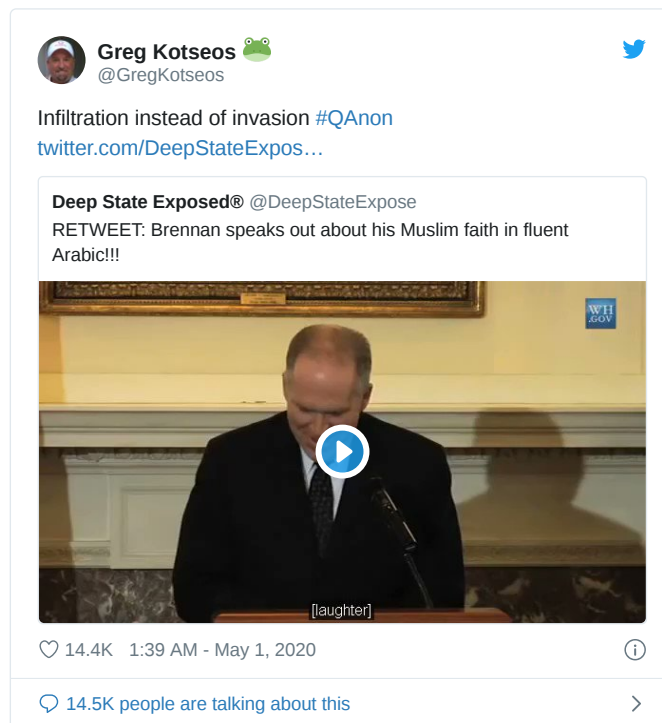 Greg Kotseos 🐸
@GregKotseos
Infiltration instead of invasion #QAnon
twitter.com/DeepStateExpos…
Deep State Exposed® @DeepStateExpose
RETWEET: Brennan speaks out about his Muslim faith in fluent
Arabic!!!
WH
.GOV
[laughter]
14.4K 1:39 AM - May 1, 2020
14.5K people are talking about this